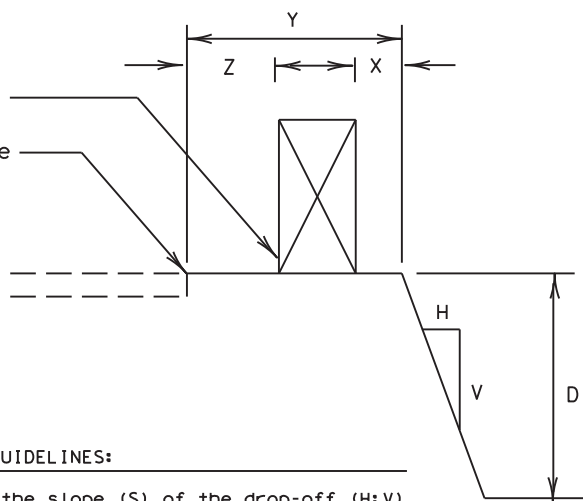 Y
Z X
e
H
V
D
UIDELINES:
the slope (S) of the drop-off (H:V)